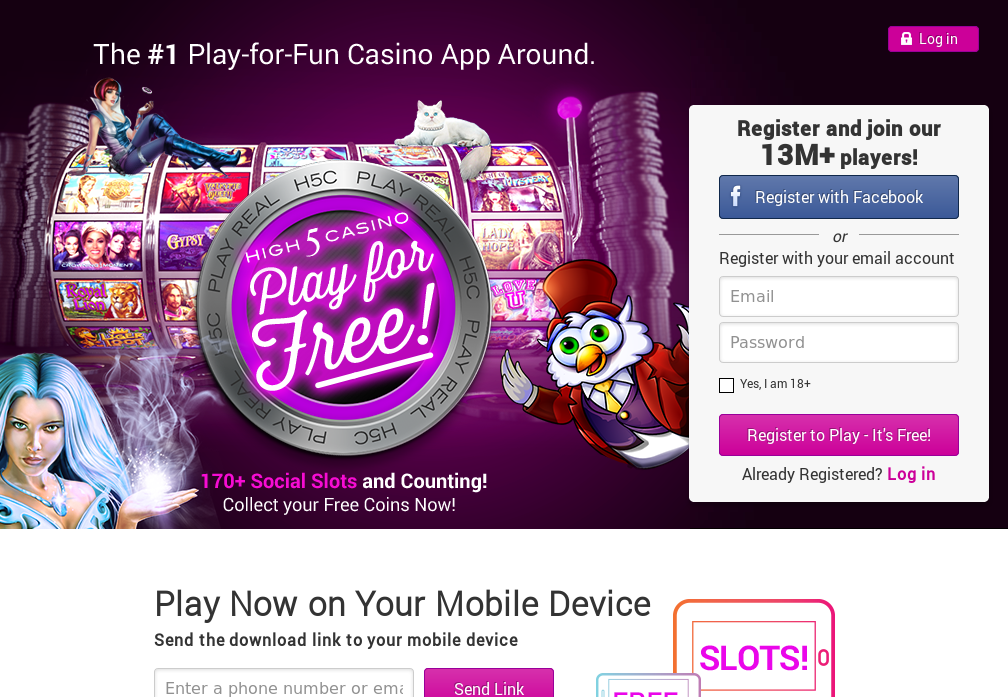 The #1 Play-for-Fun Casino App Around.
Log in
Register and join our
13M+ players!
Register with Facebook
or
Register with your email account
Email
Password
Yes, I am 18+
Register to Play - It's Free!
Already Registered? Log in
H5C PLAY REAL H5C PLAY REAL H5C PLAY REAL H5C PLAY REAL
HIGH 5 CASINO
Play for
Free!
GYPSY
LADY
HOPE
LOVE
U
Royal
Lion
170+ Social Slots and Counting!
Collect your Free Coins Now!
Play Now on Your Mobile Device
Send the download link to your mobile device
Enter a phone number or ema
Send Link
SLOTS!
FREE